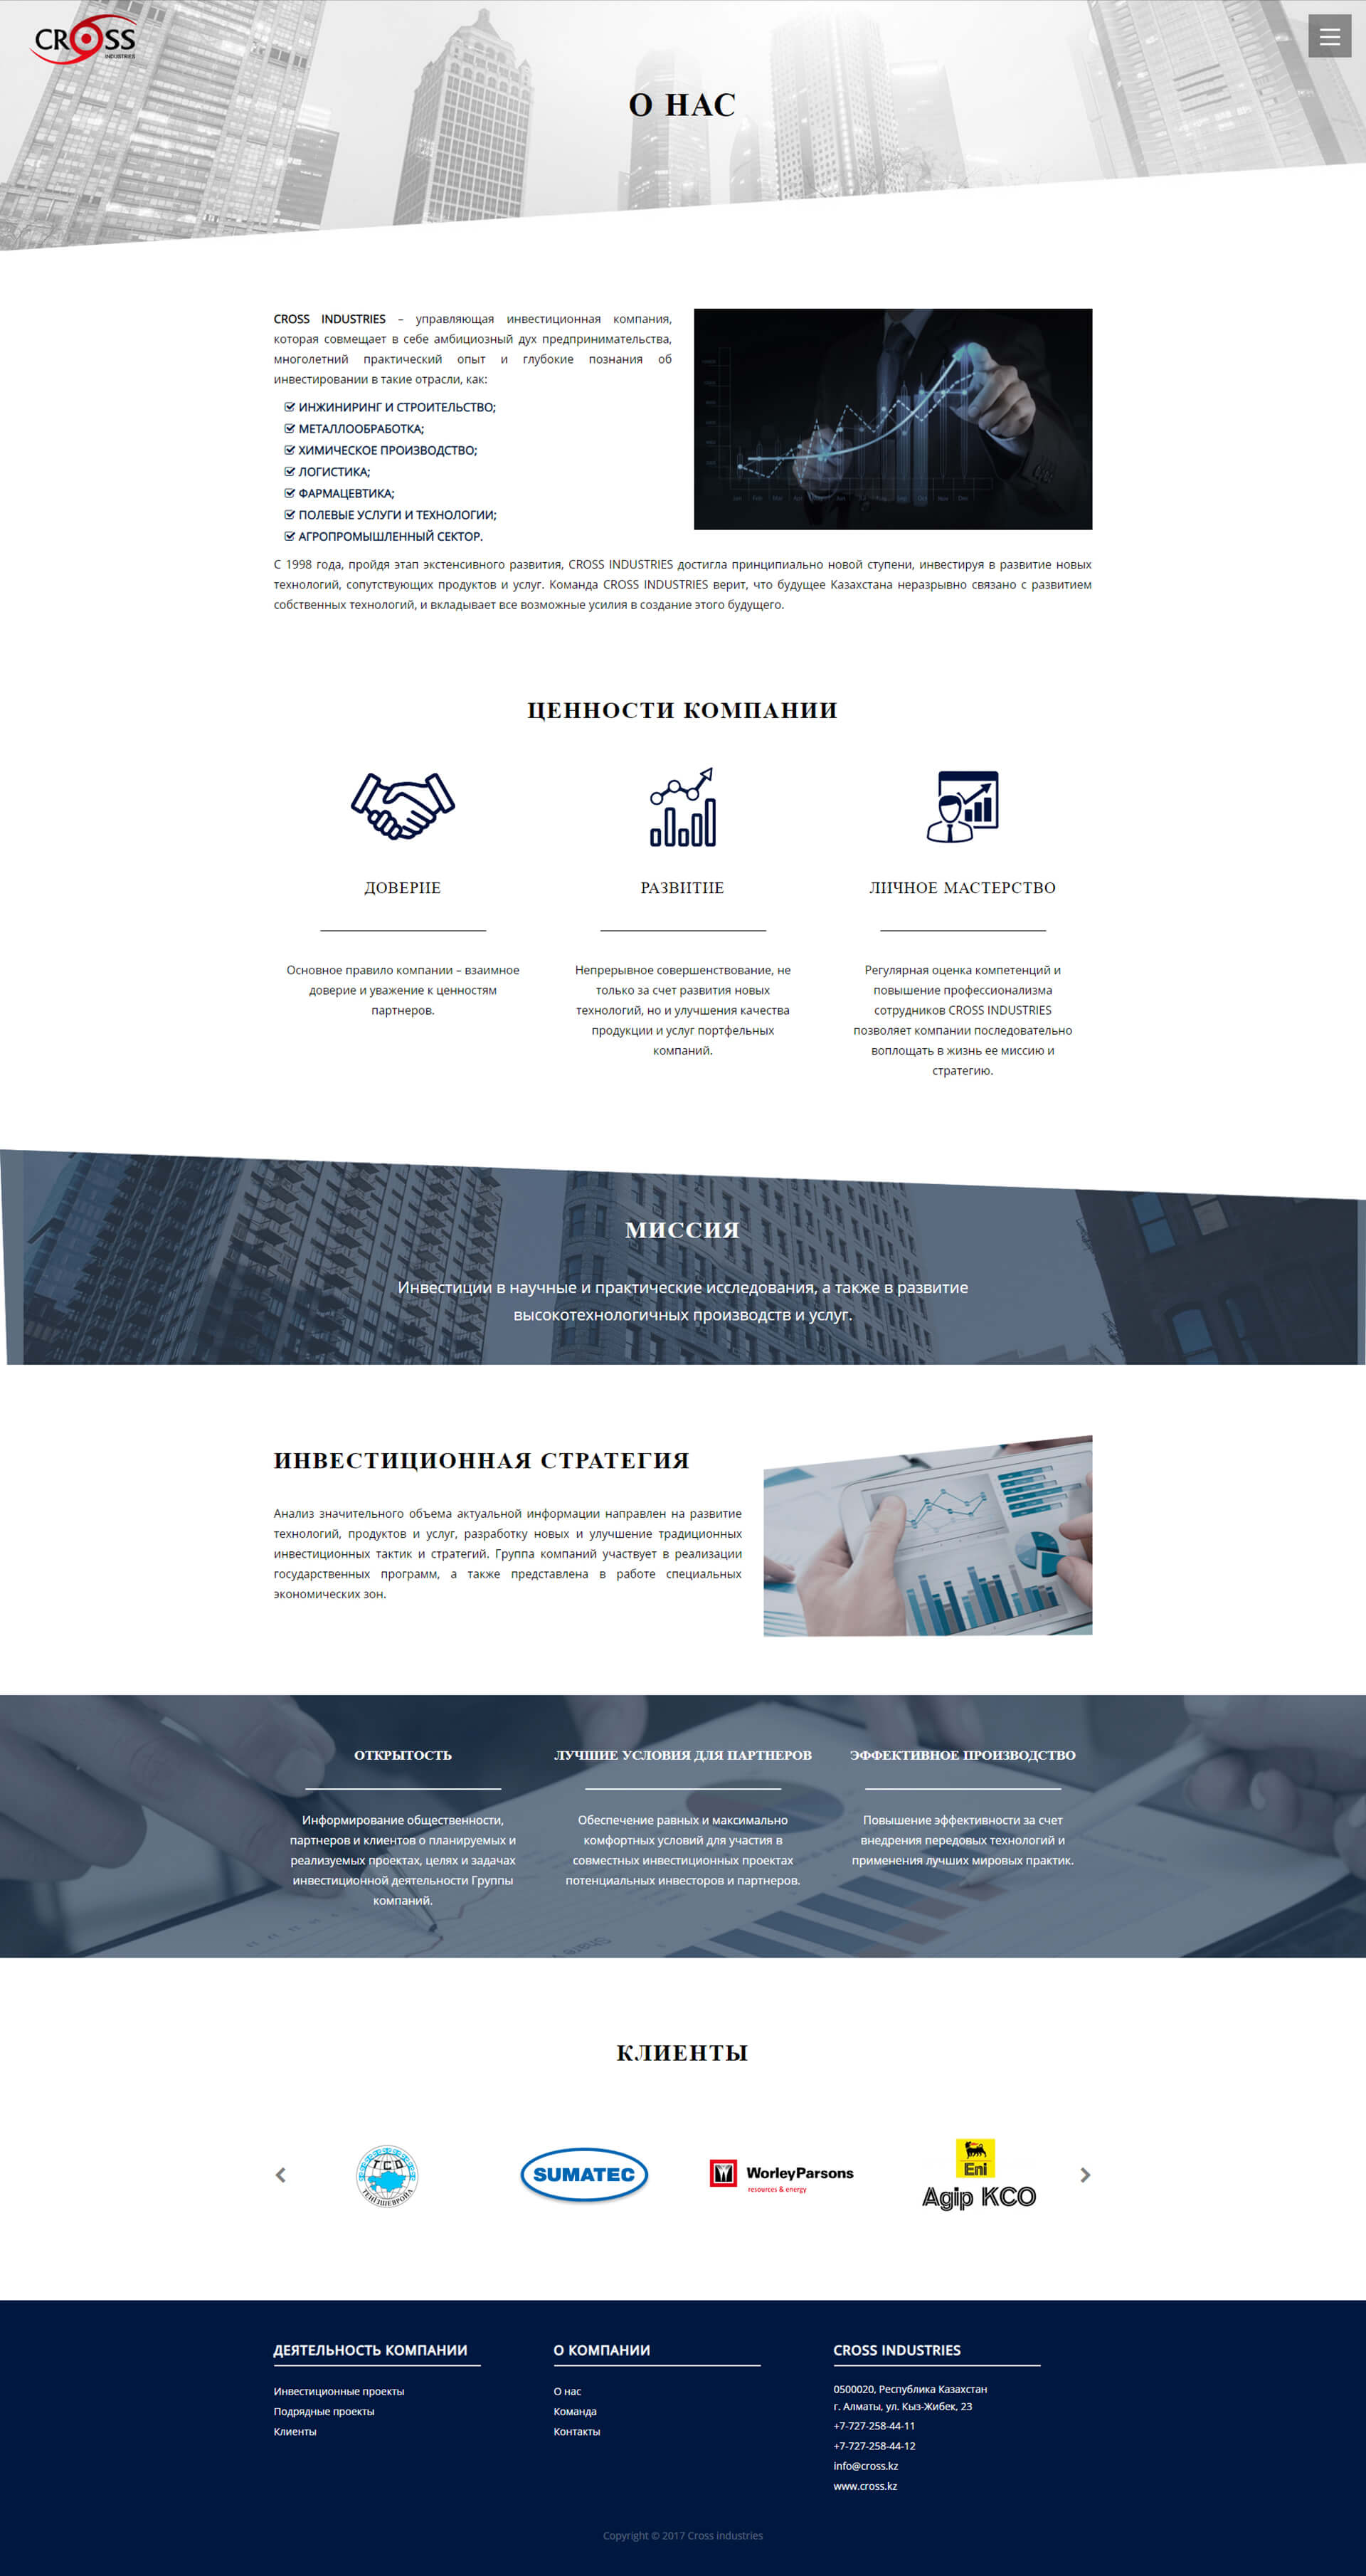 CROSS
INDUSTRIES
О НАС
CROSS INDUSTRIES – управляющая инвестиционная компания,
которая совмещает в себе амбициозный дух предпринимательства,
многолетний практический опыт и глубокие познания об
инвестировании в такие отрасли, как:
ИНЖИНИРИНГ И СТРОИТЕЛЬСТВО;
МЕТАЛЛООБРАБОТКА;
ХИМИЧЕСКОЕ ПРОИЗВОДСТВО;
ЛОГИСТИКА;
ФАРМАЦЕВТИКА;
ПОЛЕВЫЕ УСЛУГИ И ТЕХНОЛОГИИ;
АГРОПРОМЫШЛЕННЫЙ СЕКТОР.
С 1998 года, пройдя этап экстенсивного развития, CROSS INDUSTRIES достигла принципиально новой ступени, инвестируя в развитие новых
технологий, сопутствующих продуктов и услуг. Команда CROSS INDUSTRIES верит, что будущее Казахстана неразрывно связано с развитием
собственных технологий, и вкладывает все возможные усилия в создание этого будущего.
ЦЕННОСТИ КОМПАНИИ
ДОВЕРИЕ
Основное правило компании – взаимное
доверие и уважение к ценностям
партнеров.
РАЗВИТИЕ
Непрерывное совершенствование, не
только за счет развития новых
технологий, но и улучшения качества
продукции и услуг портфельных
компаний.
ЛИЧНОЕ МАСТЕРСТВО
Регулярная оценка компетенций и
повышение профессионализма
сотрудников CROSS INDUSTRIES
позволяет компании последовательно
воплощать в жизнь ее миссию и
стратегию.
МИССИЯ
Инвестиции в научные и практические исследования, а также в развитие
высокотехнологичных производств и услуг.
ИНВЕСТИЦИОННАЯ СТРАТЕГИЯ
Анализ значительного объема актуальной информации направлен на развитие
технологий, продуктов и услуг, разработку новых и улучшение традиционных
инвестиционных тактик и стратегий. Группа компаний участвует в реализации
государственных программ, а также представлена в работе специальных
экономических зон.
ОТКРЫТОСТЬ
Информирование общественности,
партнеров и клиентов о планируемых и
реализуемых проектах, целях и задачах
инвестиционной деятельности Группы
компаний.
ЛУЧШИЕ УСЛОВИЯ ДЛЯ ПАРТНЕРОВ
Обеспечение равных и максимально
комфортных условий для участия в
совместных инвестиционных проектах
потенциальных инвесторов и партнеров.
ЭФФЕКТИВНОЕ ПРОИЗВОДСТВО
Повышение эффективности за счет
внедрения передовых технологий и
применения лучших мировых практик.
КЛИЕНТЫ
ТСО
ТЕНГІЗШЕВРОЙЛ
SUMATEC
WorleyParsons
resources & energy
Eni
Agip KCO
ДЕЯТЕЛЬНОСТЬ КОМПАНИИ
Инвестиционные проекты
Подрядные проекты
Клиенты
О КОМПАНИИ
О нас
Команда
Контакты
CROSS INDUSTRIES
0500020, Республика Казахстан
г. Алматы, ул. Кыз-Жибек, 23
+7-727-258-44-11
+7-727-258-44-12
info@cross.kz
www.cross.kz
Copyright © 2017 Cross industries